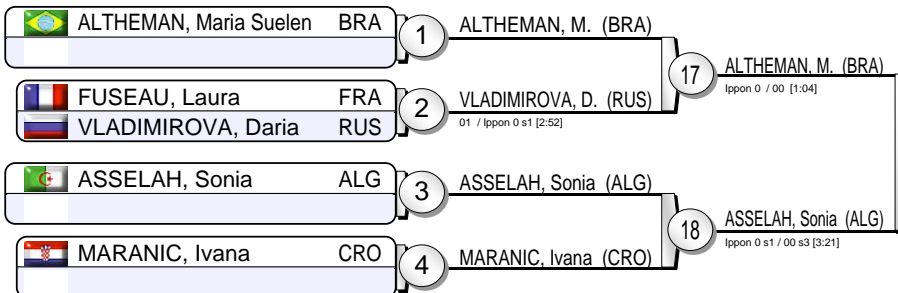 ALTHEMAN, Maria Suelen BRA
1
ALTHEMAN, M. (BRA)
17
ALTHEMAN, M. (BRA)
Ippon 0 / 00 [1:04]
FUSEAU, Laura FRA
VLADIMIROVA, Daria RUS
2
VLADIMIROVA, D. (RUS)
01 / Ippon 0 s1 [2:52]
ASSELAH, Sonia ALG
3
ASSELAH, Sonia (ALG)
18
ASSELAH, Sonia (ALG)
Ippon 0 s1 / 00 s3 [3:21]
MARANIC, Ivana CRO
4
MARANIC, Ivana (CRO)